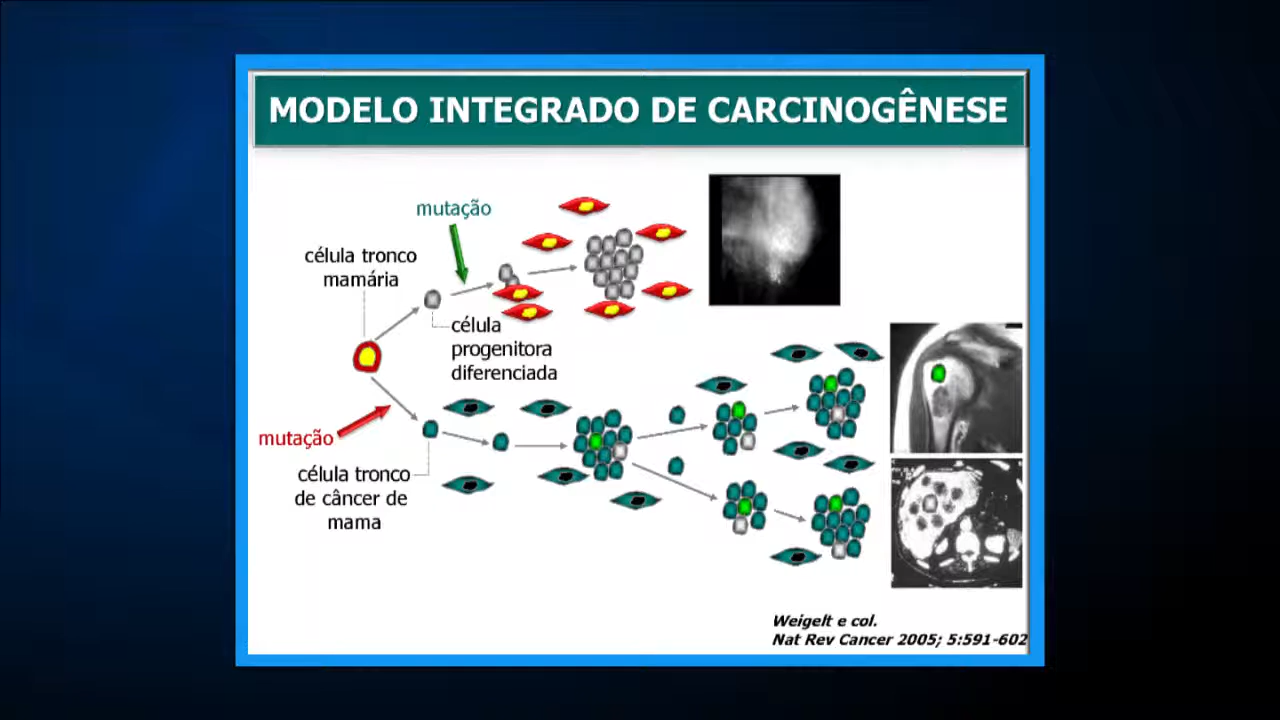 MODELO INTEGRADO DE CARCINOGÊNESE
mutação
célula tronco
mamária
célula
progenitora
diferenciada
mutação
célula tronco
de câncer de
mama
Weigelt e col.
Nat Rev Cancer 2005; 5:591-602